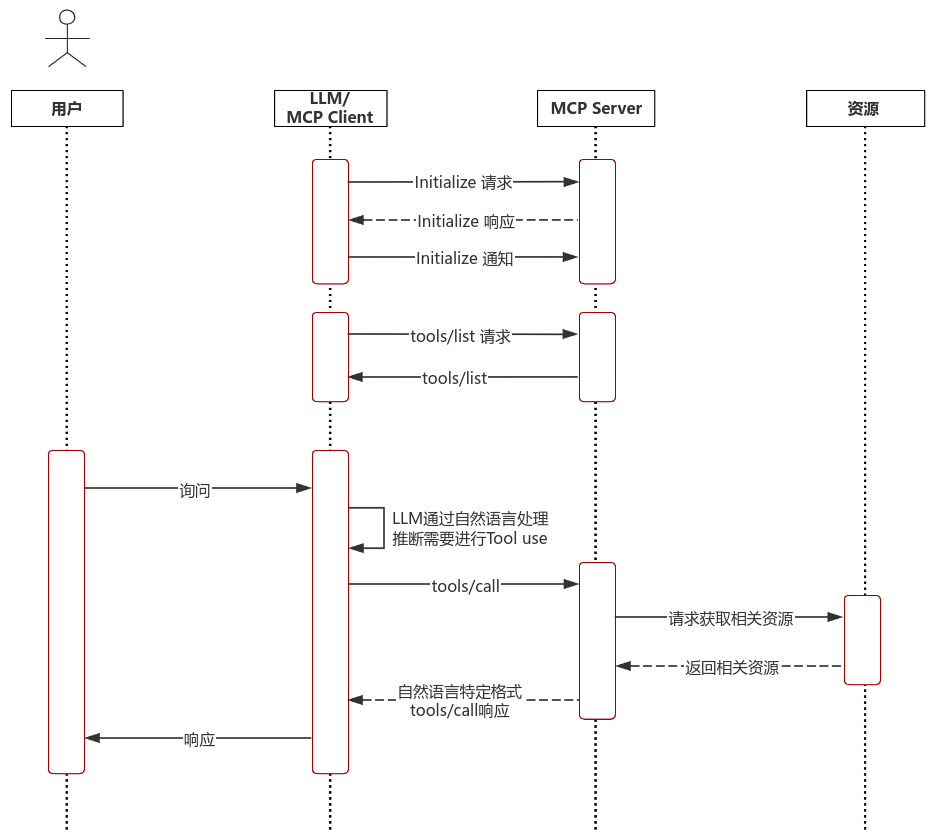 用户
LLM/
MCP Client
MCP Server
资源
Initialize 请求
Initialize 响应
Initialize 通知
tools/list 请求
tools/list
询问
LLM通过自然语言处理
推断需要进行Tool use
tools/call
请求获取相关资源
返回相关资源
自然语言特定格式
tools/call响应
响应